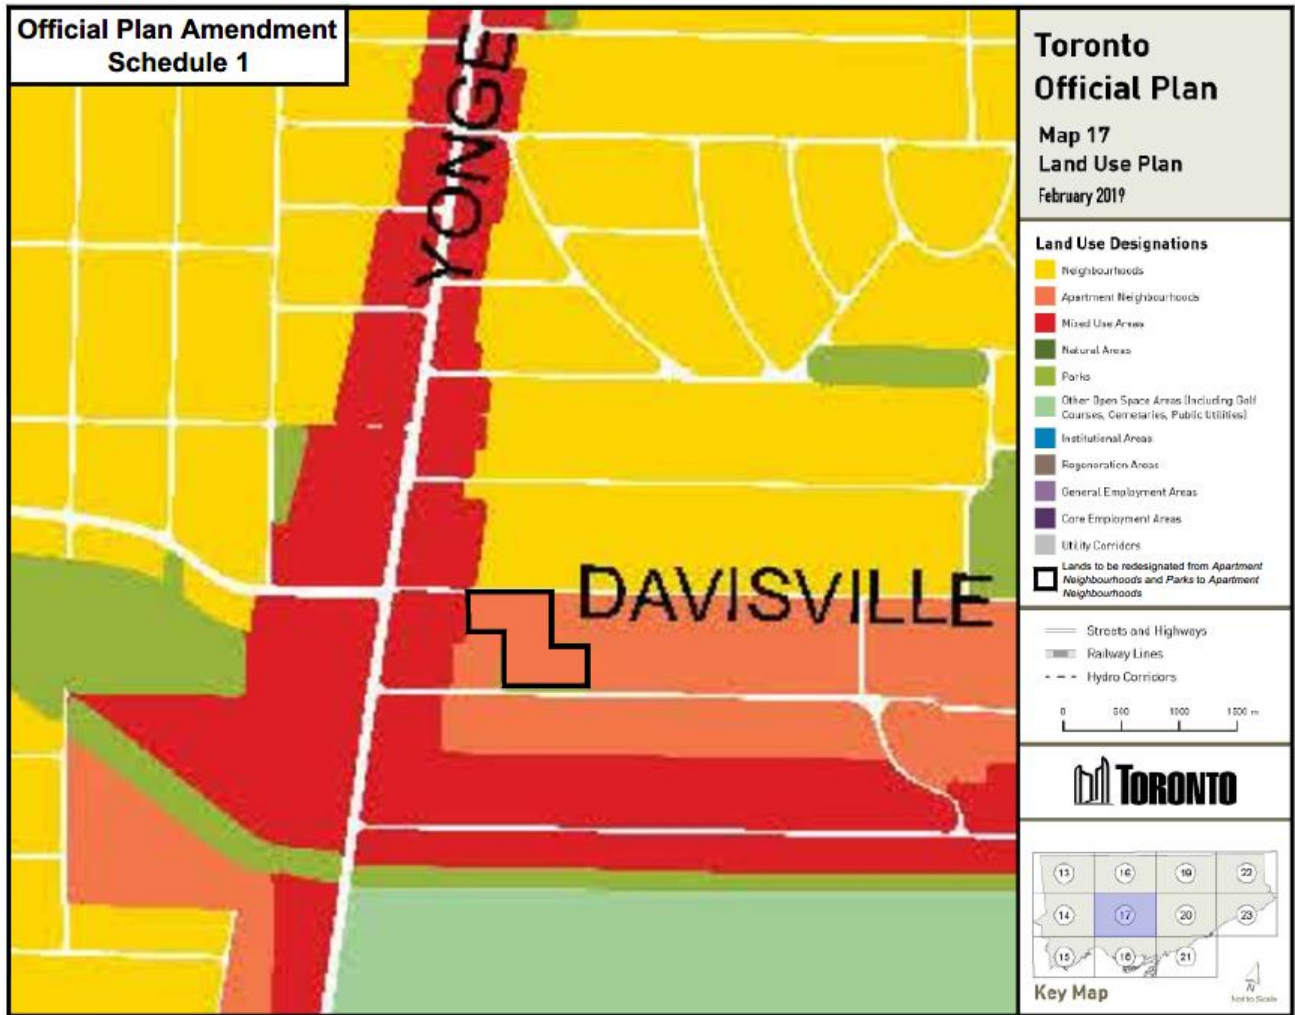 Official Plan Amendment
Schedule 1
YONGE
DAVISVILLE
Toronto
Official Plan
Map 17
Land Use Plan
February 2019
Land Use Designations
Neighbourhoods
Apartment Neighbourhoods
Mixed Use Areas
Natural Areas
Parks
Other Open Space Areas (Including Golf
Courses, Cemetaries, Public Utilities)
Institutional Areas
Regeneration Areas
General Employment Areas
Core Employment Areas
Utility Corridors
Lands to be redesignated from Apartment
Neighbourhoods and Parks to Apartment
Neighbourhoods
Streets and Highways
Railway Lines
Hydro Corridors
0 500 1000 1500 m
TORONTO
13 16 19 22
14 17 20 23
15 18 21
Key Map
N
Not to Scale